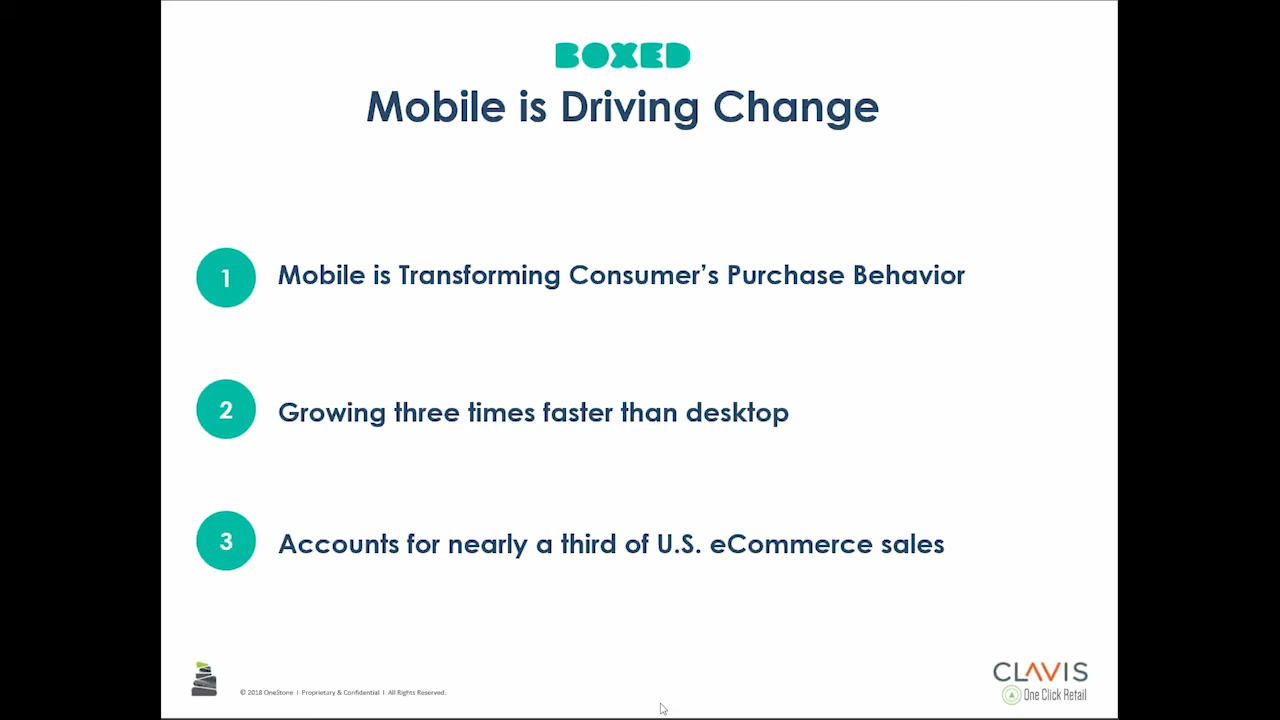 BOXED
Mobile is Driving Change
1 Mobile is Transforming Consumer’s Purchase Behavior
2 Growing three times faster than desktop
3 Accounts for nearly a third of U.S. eCommerce sales
© 2018 OneStone | Proprietary & Confidential | All Rights Reserved.
CLAVIS
One Click Retail